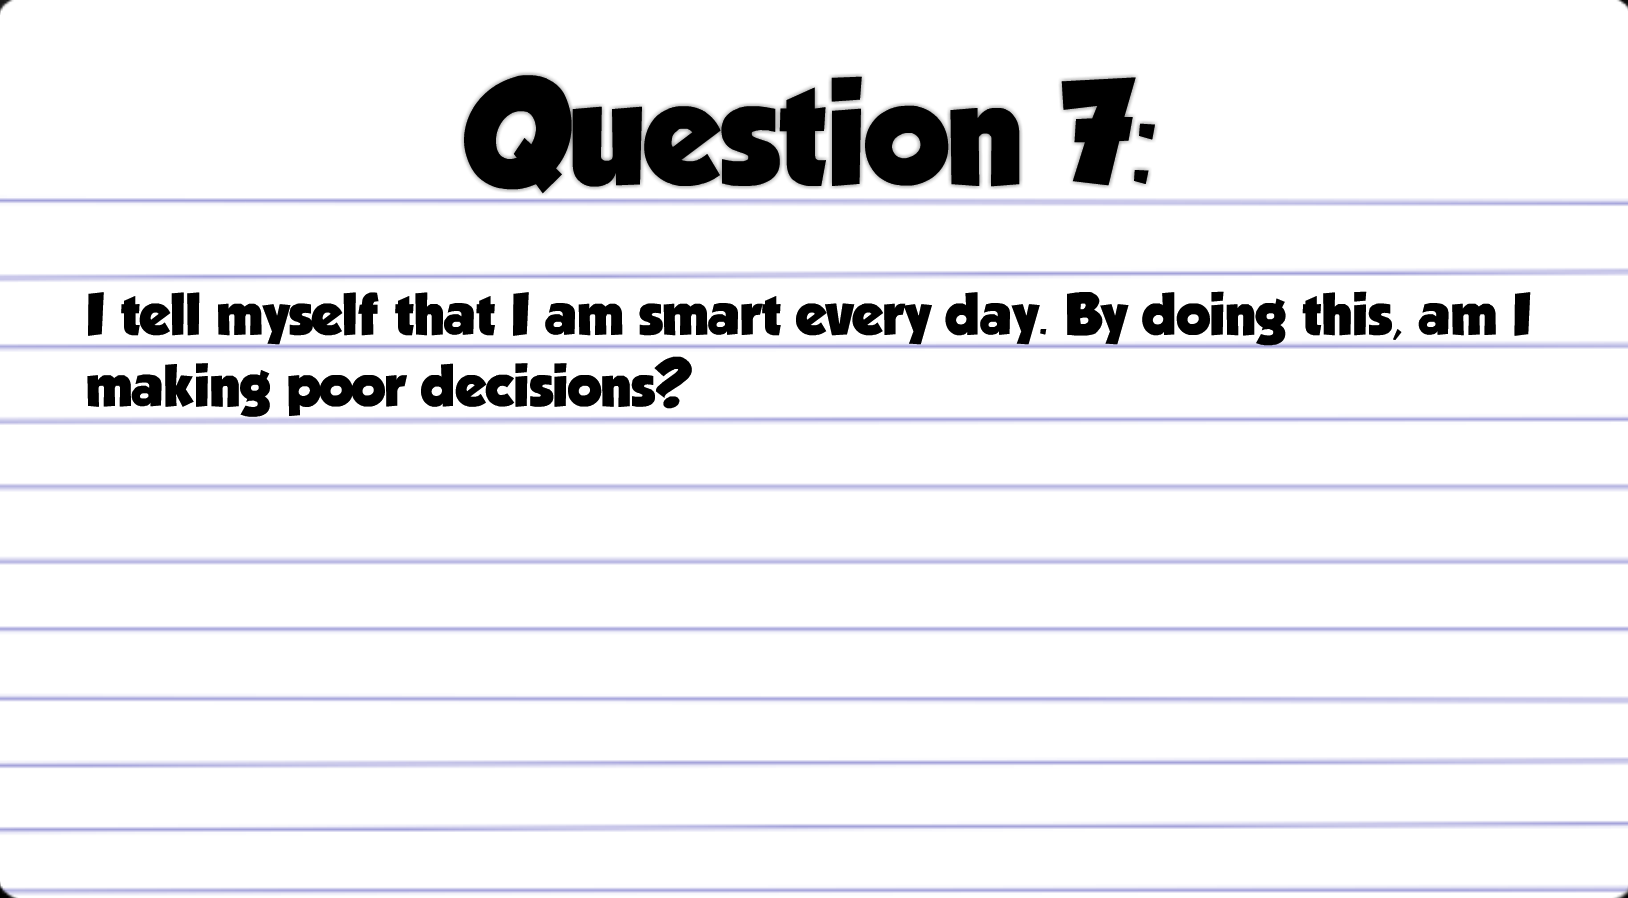 Question 7:
I tell myself that I am smart every day. By doing this, am I
making poor decisions?